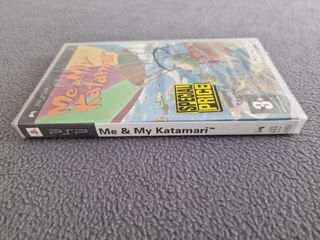 Me & My
Katamari
SPECIAL
PRICE
3
PSP
Me & My Katamari™